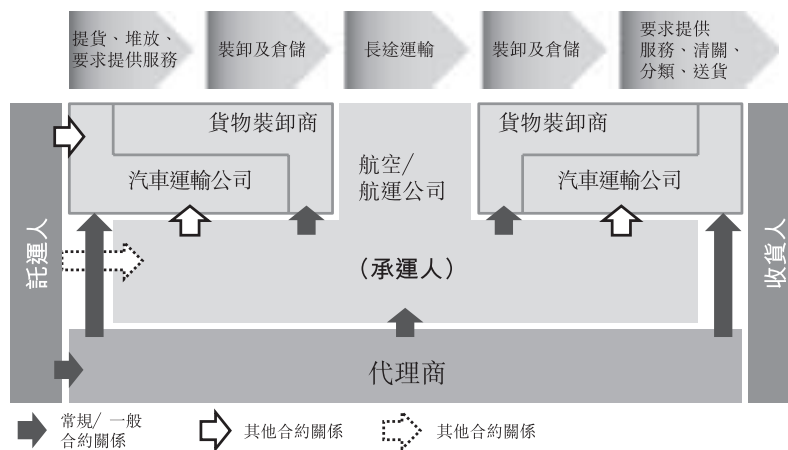 提貨、堆放、
要求提供服務
裝卸及倉儲
長途運輸
裝卸及倉儲
要求提供
服務、清關、
分類、送貨
託運人
貨物裝卸商
汽車運輸公司
航空/
航運公司
貨物裝卸商
汽車運輸公司
收貨人
（承運人）
代理商
常規/ 一般
合約關係
其他合約關係
其他合約關係